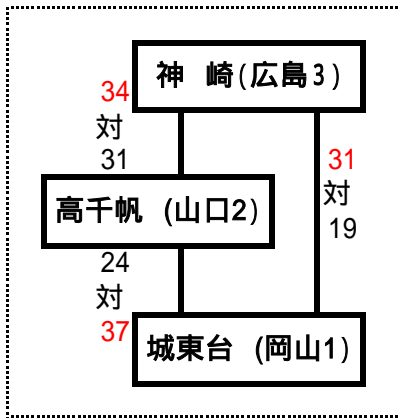 神 崎(広島3)
34
対
31
31
対
19
高千帆 (山口2)
24
対
37
城東台 (岡山1)